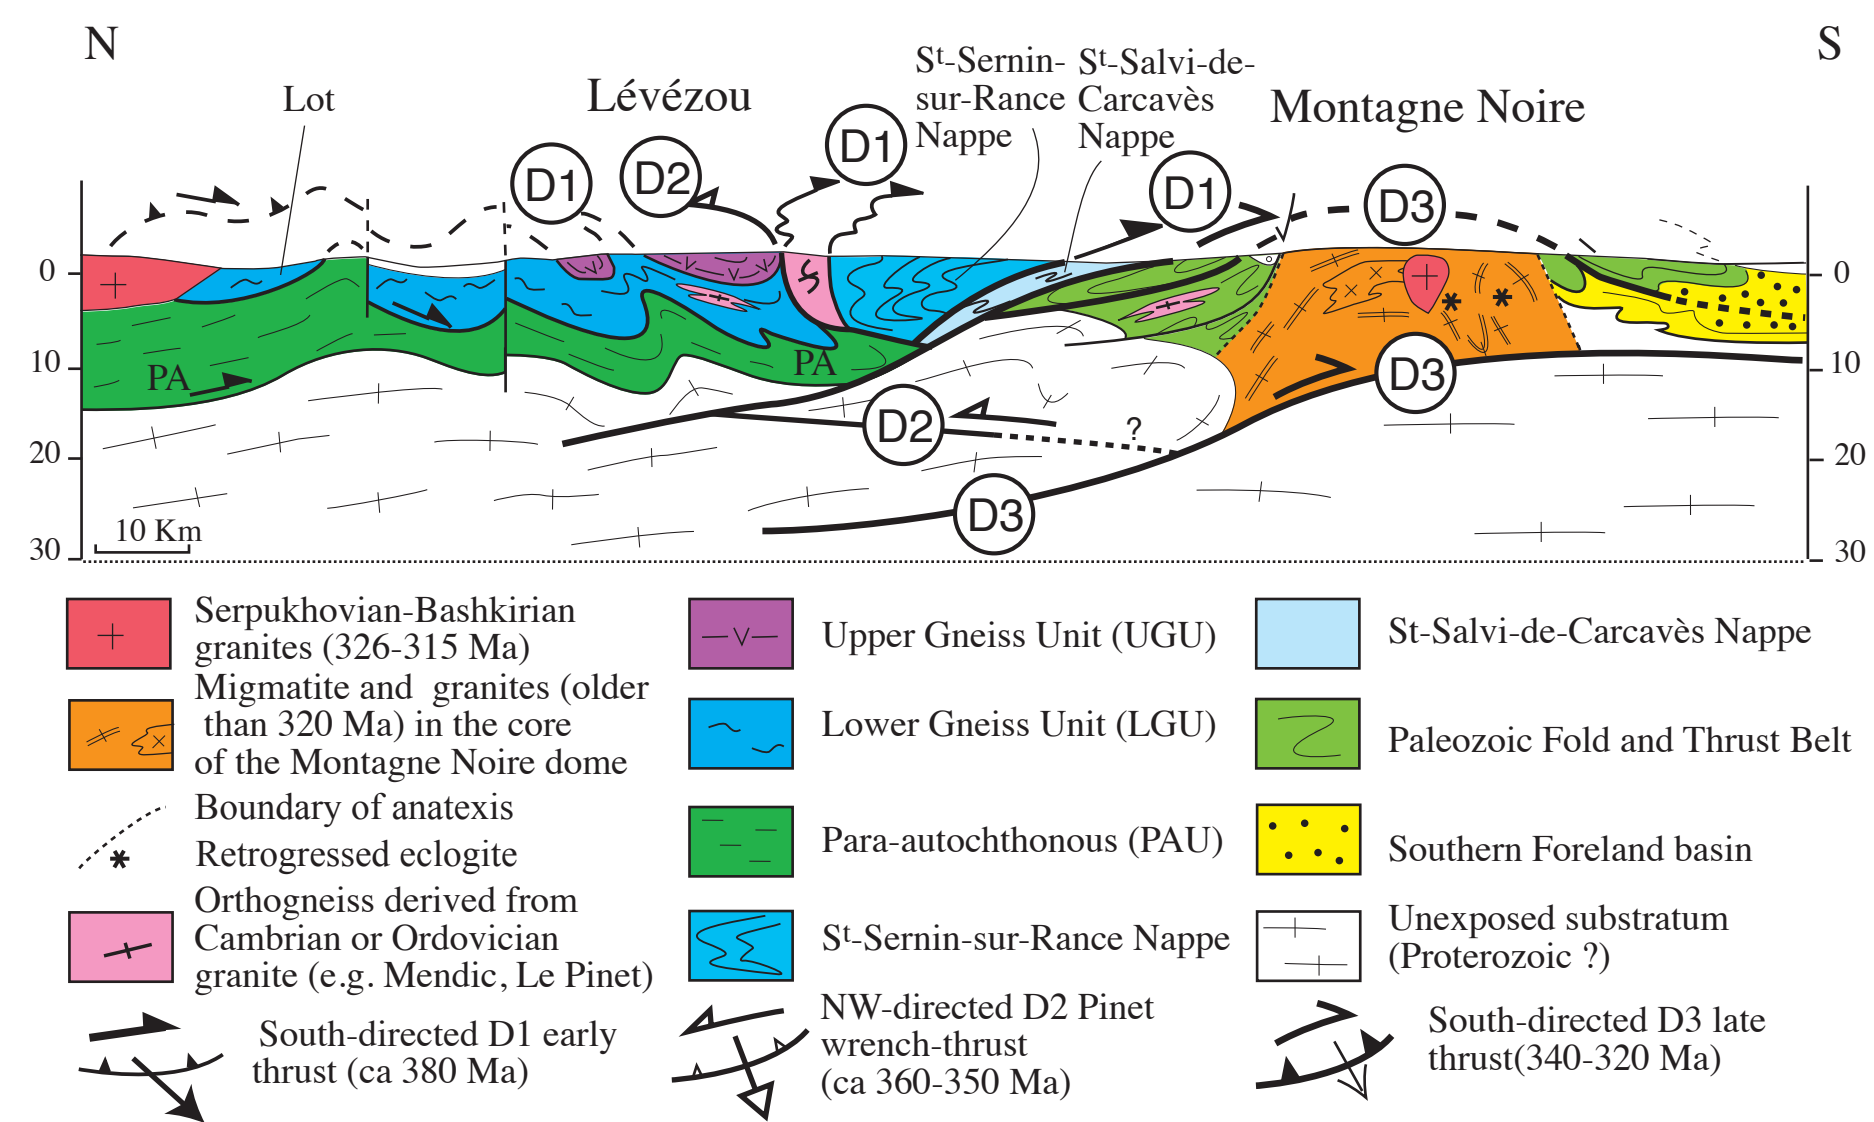 N
S
Lot
Lévézou
St-Sernin-
sur-Rance
Nappe
St-Salvi-de-
Carcavès
Nappe
Montagne Noire
D1
D2
D1
D1
D3
0
10
20
30
0
10
20
30
PA
PA
D2
?
D3
D3
10 Km
Serpukhovian-Bashkirian
granites (326-315 Ma)
Migmatite and granites (older
than 320 Ma) in the core
of the Montagne Noire dome
Boundary of anatexis
Retrogressed eclogite
Orthogneiss derived from
Cambrian or Ordovician
granite (e.g. Mendic, Le Pinet)
South-directed D1 early
thrust (ca 380 Ma)
Upper Gneiss Unit (UGU)
Lower Gneiss Unit (LGU)
Para-autochthonous (PAU)
St-Sernin-sur-Rance Nappe
NW-directed D2 Pinet
wrench-thrust
(ca 360-350 Ma)
St-Salvi-de-Carcavès Nappe
Paleozoic Fold and Thrust Belt
Southern Foreland basin
Unexposed substratum
(Proterozoic ?)
South-directed D3 late
thrust(340-320 Ma)